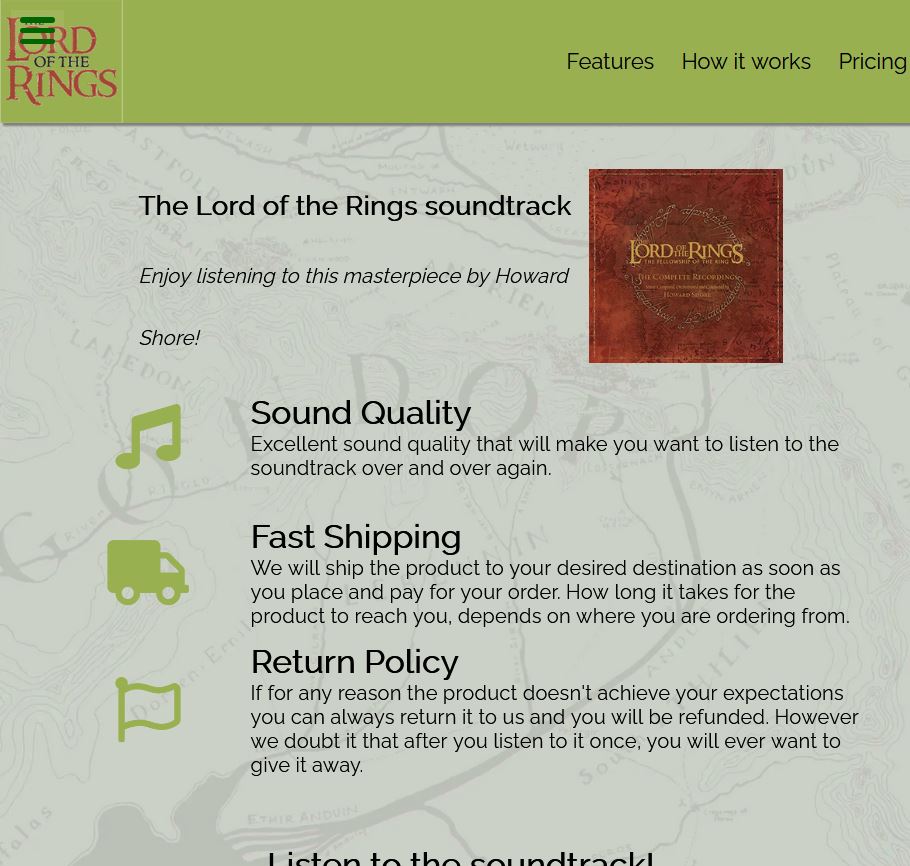 THE
LORD
OF THE
RINGS
Features
How it works
Pricing
The Lord of the Rings soundtrack
Enjoy listening to this masterpiece by Howard
Shore!
THE LORD OF THE RINGS
THE FELLOWSHIP OF THE RING
THE COMPLETE RECORDINGS
HOWARD SHORE
Sound Quality
Excellent sound quality that will make you want to listen to the
soundtrack over and over again.
Fast Shipping
We will ship the product to your desired destination as soon as
you place and pay for your order. How long it takes for the
product to reach you, depends on where you are ordering from.
Return Policy
If for any reason the product doesn't achieve your expectations
you can always return it to us and you will be refunded. However
we doubt it that after you listen to it once, you will ever want to
give it away.
ETHIR ANDUIN
Listen to the soundtrack!